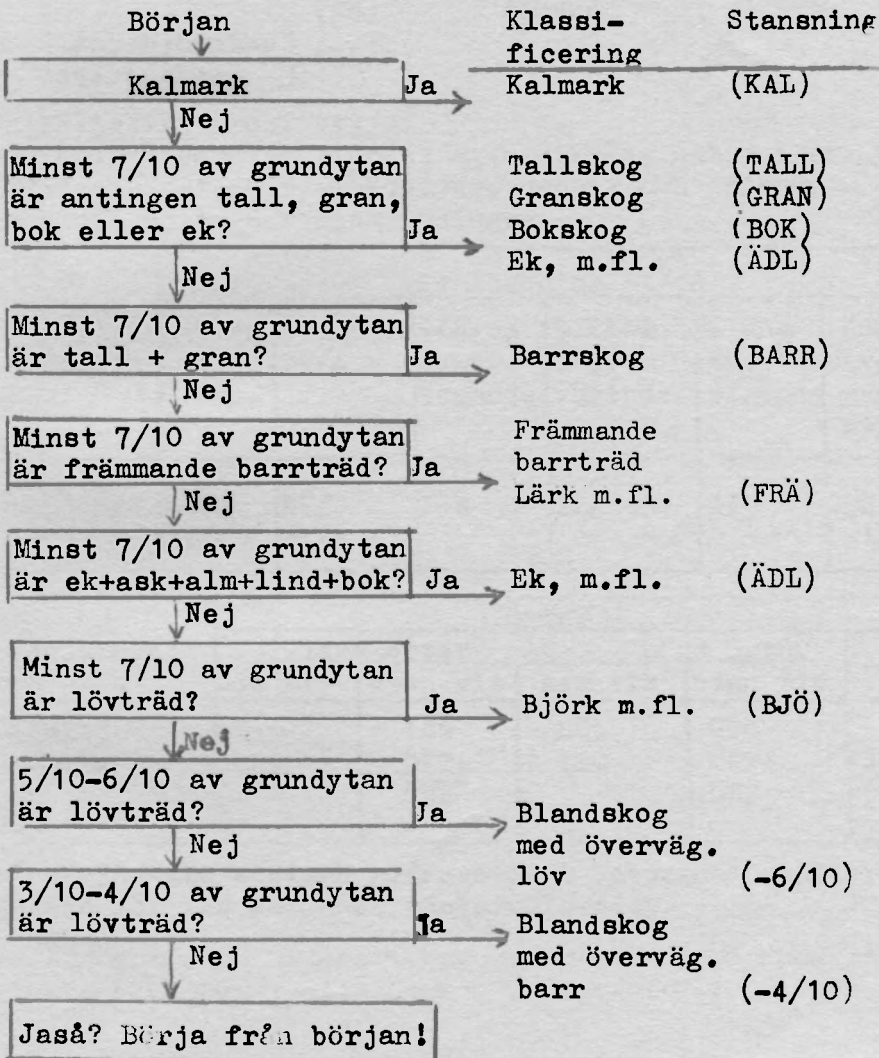 Början Klassi- Stansning
ficering
Kalmark Ja Kalmark (KAL)
Nej
Minst 7/10 av grundytan Tallskog (TALL)
är antingen tall, gran, Granskog (GRAN)
bok eller ek? Ja Bokskog (BOK)
Ek, m.fl. (ÄDL)
Nej
Minst 7/10 av grundytan
är tall + gran? Ja Barrskog (BARR)
Nej
Minst 7/10 av grundytan Främmande
är främmande barrträd? Ja barrträd
Lärk m.fl. (FRÄ)
Nej
Minst 7/10 av grundytan
är ek+ask+alm+lind+bok? Ja Ek, m.fl. (ÄDL)
Nej
Minst 7/10 av grundytan
är lövträd? Ja Björk m.fl. (BJÖ)
Nej
5/10-6/10 av grundytan
är lövträd? Ja Blandskog
Nej med överväg.
löv (-6/10)
3/10-4/10 av grundytan
är lövträd? Ja Blandskog
Nej med överväg.
barr (-4/10)
Jaså? Börja från början!